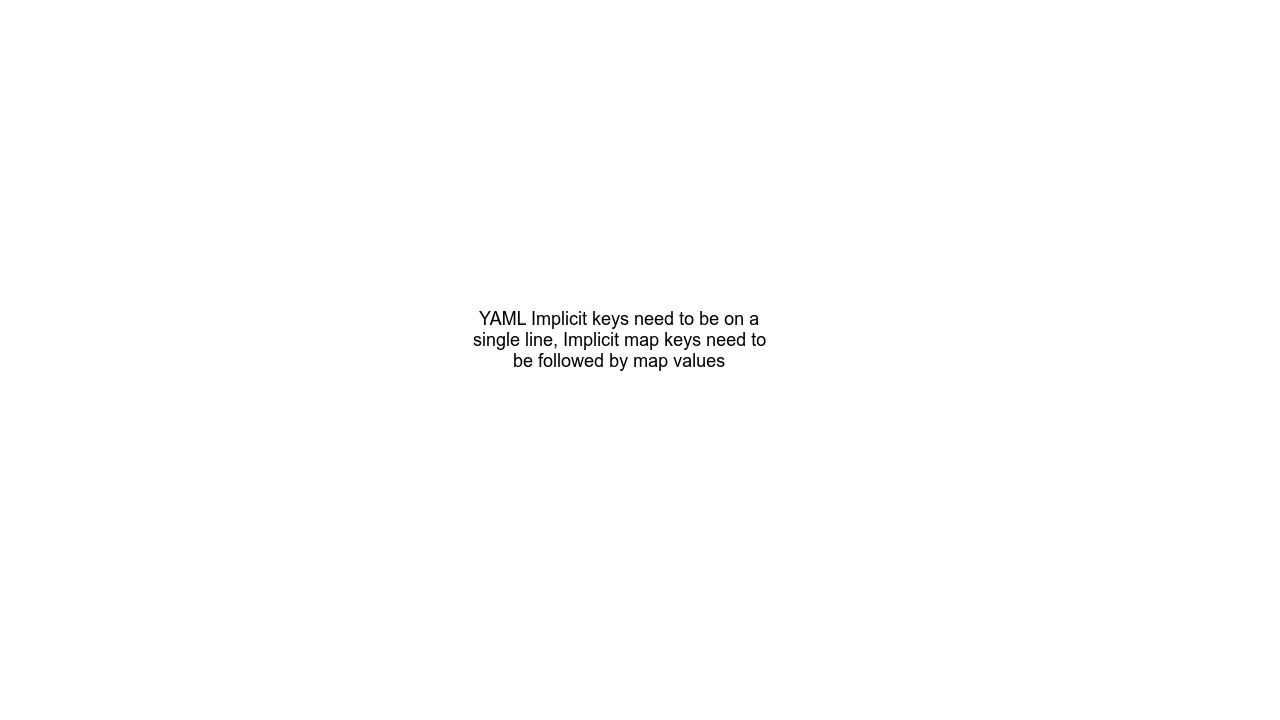 YAML Implicit keys need to be on a
single line, Implicit map keys need to
be followed by map values